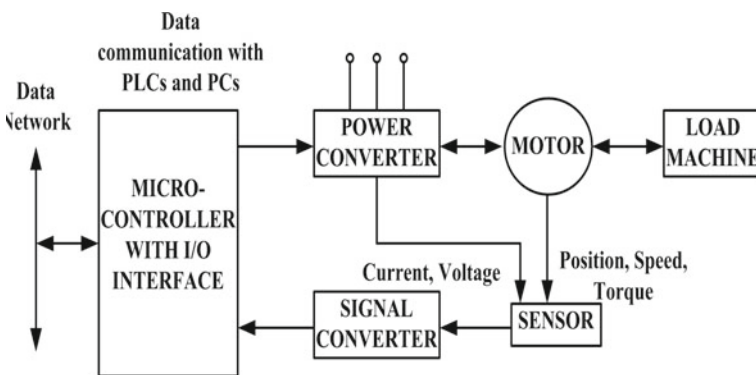 Data
communication with
PLCs and PCs
Data
Network
MICRO-
CONTROLLER
WITH I/O
INTERFACE
POWER
CONVERTER
MOTOR
LOAD
MACHINE
Current, Voltage
Position, Speed,
Torque
SIGNAL
CONVERTER
SENSOR